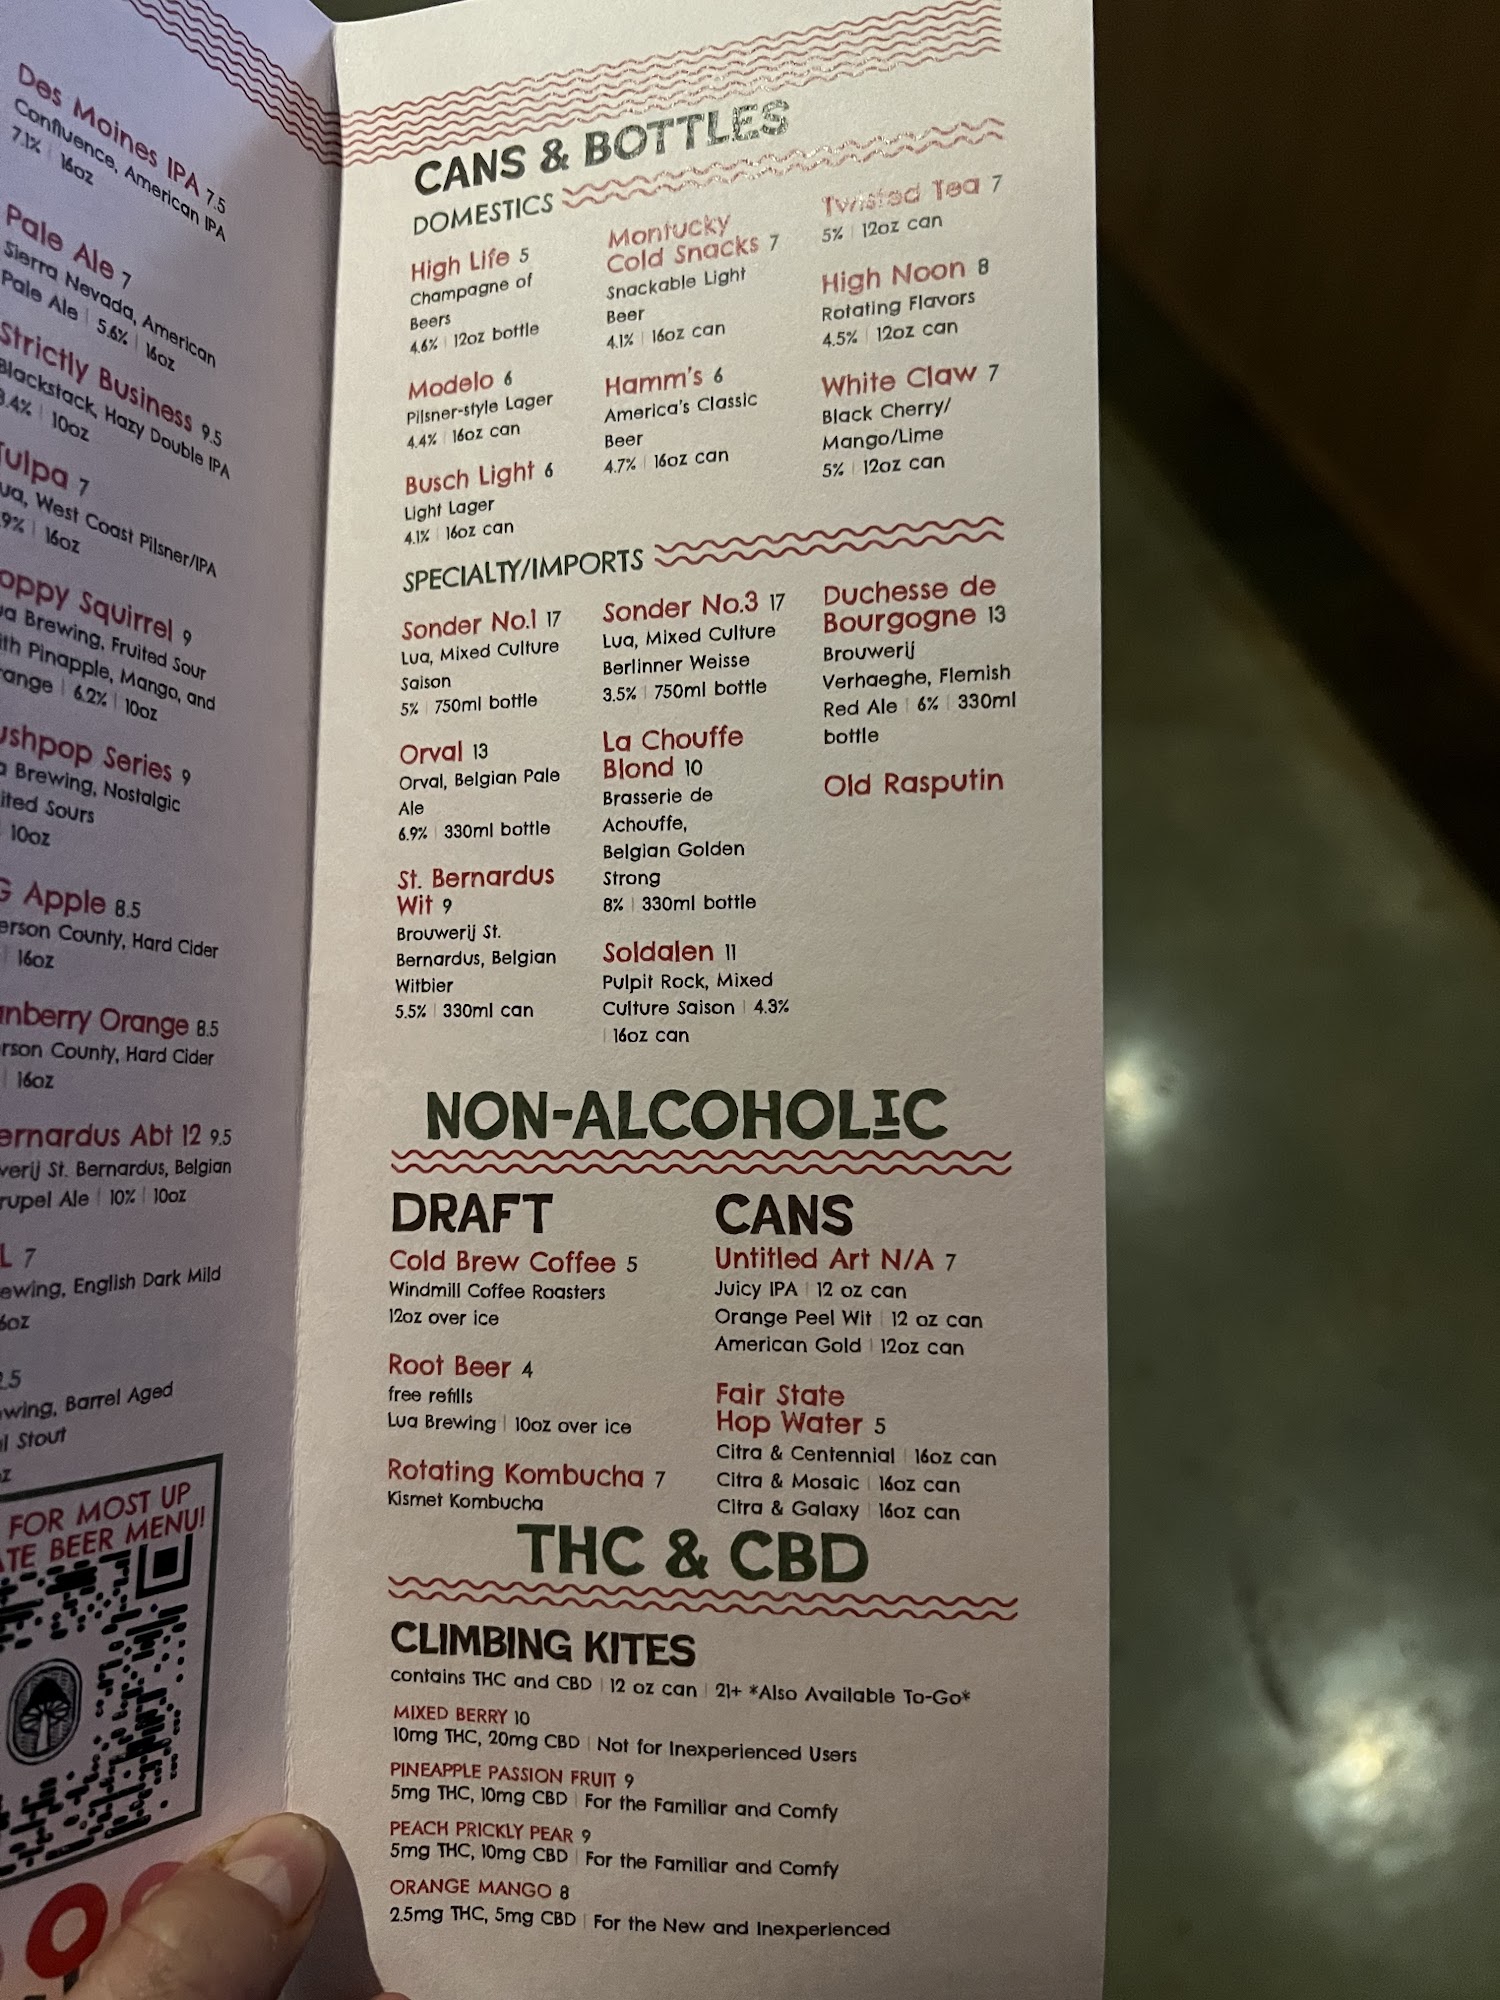 Des Moines IPA 7.5
Confluence, American IPA
7.1% | 16oz
Pale Ale 7
Sierra Nevada, American
Pale Ale | 5.6% | 16oz
Strictly Business 9.5
Blackstack, Hazy Double IPA
8.4% | 10oz
Tulpa 7
West Coast Pilsner/IPA
9% | 16oz
Squirrel 9
Brewing, Fruited Sour
Pinapple, Mango, and
6.2% | 10oz
Series 9
Brewing, Nostalgic
Sours
10oz
Apple 8.5
County, Hard Cider
| 16oz
Orange 8.5
County, Hard Cider
| 16oz
Abt 12 9.5
St. Bernardus, Belgian
Ale | 10% | 10oz
7
English Dark Mild
Barrel Aged
Stout
FOR MOST UP
BEER MENU!
CANS & BOTTLES
DOMESTICS
High Life 5
Champagne of
Beers
4.6% | 12oz bottle
Modelo 6
Pilsner-style Lager
4.4% | 16oz can
Busch Light 6
Light Lager
4.1% | 16oz can
Montucky
Cold Snacks 7
Snackable Light
Beer
4.1% | 16oz can
Hamm's 6
America's Classic
Beer
4.7% | 16oz can
Twisted Tea 7
5% | 12oz can
High Noon 8
Rotating Flavors
4.5% | 12oz can
White Claw 7
Black Cherry/
Mango/Lime
5% | 12oz can
SPECIALTY/IMPORTS
Sonder No.1 17
Lua, Mixed Culture
Saison
5% | 750ml bottle
Orval 13
Orval, Belgian Pale
Ale
6.9% | 330ml bottle
St. Bernardus
Wit 9
Brouwerij St.
Bernardus, Belgian
Witbier
5.5% | 330ml can
Sonder No.3 17
Lua, Mixed Culture
Berlinner Weisse
3.5% | 750ml bottle
La Chouffe
Blond 10
Brasserie de
Achouffe,
Belgian Golden
Strong
8% | 330ml bottle
Soldalen 11
Pulpit Rock, Mixed
Culture Saison | 4.3%
| 16oz can
Duchesse de
Bourgogne 13
Brouwerij
Verhaeghe, Flemish
Red Ale | 6% | 330ml
bottle
Old Rasputin
NON-ALCOHOLIC
DRAFT
Cold Brew Coffee 5
Windmill Coffee Roasters
12oz over ice
Root Beer 4
free refills
Lua Brewing | 10oz over ice
Rotating Kombucha 7
Kismet Kombucha
CANS
Untitled Art N/A 7
Juicy IPA | 12 oz can
Orange Peel Wit | 12 oz can
American Gold | 12oz can
Fair State
Hop Water 5
Citra & Centennial | 16oz can
Citra & Mosaic | 16oz can
Citra & Galaxy | 16oz can
THC & CBD
CLIMBING KITES
contains THC and CBD | 12 oz can | 21+ *Also Available To-Go*
MIXED BERRY 10
10mg THC, 20mg CBD | Not for Inexperienced Users
PINEAPPLE PASSION FRUIT 9
5mg THC, 10mg CBD | For the Familiar and Comfy
PEACH PRICKLY PEAR 9
5mg THC, 10mg CBD | For the Familiar and Comfy
ORANGE MANGO 8
2.5mg THC, 5mg CBD | For the New and Inexperienced